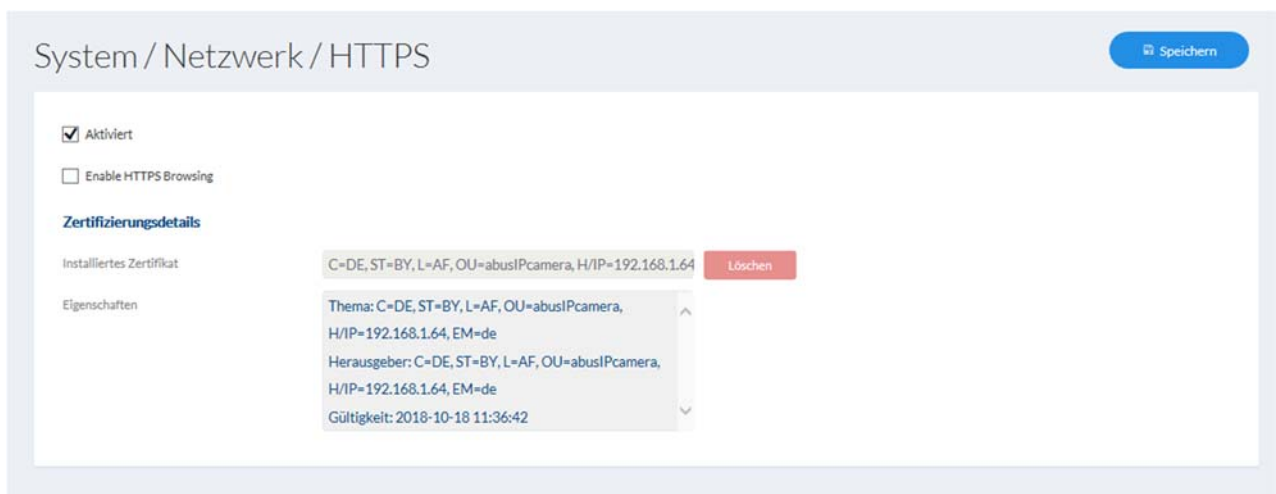 System / Netzwerk / HTTPS
Speichern
Aktiviert
Enable HTTPS Browsing
Zertifizierungsdetails
Installiertes Zertifikat
C=DE, ST=BY, L=AF, OU=abusIPcamera, H/IP=192.168.1.64
Löschen
Eigenschaften
Thema: C=DE, ST=BY, L=AF, OU=abusIPcamera,
H/IP=192.168.1.64, EM=de
Herausgeber: C=DE, ST=BY, L=AF, OU=abusIPcamera,
H/IP=192.168.1.64, EM=de
Gültigkeit: 2018-10-18 11:36:42